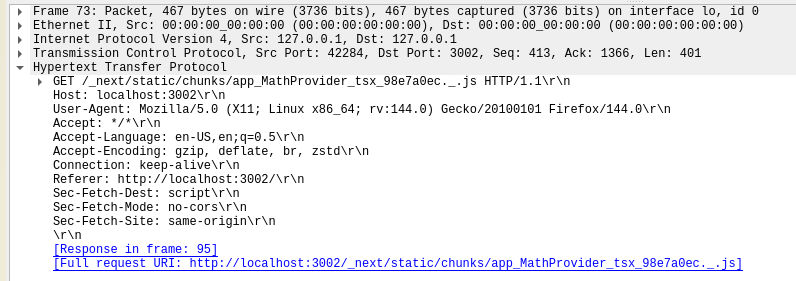 Frame 73: Packet, 467 bytes on wire (3736 bits), 467 bytes captured (3736 bits) on interface lo, id 0
Ethernet II, Src: 00:00:00_00:00:00 (00:00:00:00:00:00), Dst: 00:00:00_00:00:00 (00:00:00:00:00:00)
Internet Protocol Version 4, Src: 127.0.0.1, Dst: 127.0.0.1
Transmission Control Protocol, Src Port: 42284, Dst Port: 3002, Seq: 413, Ack: 1366, Len: 401
Hypertext Transfer Protocol
GET /_next/static/chunks/app_MathProvider_tsx_98e7a0ec._.js HTTP/1.1\r\n
Host: localhost:3002\r\n
User-Agent: Mozilla/5.0 (X11; Linux x86_64; rv:144.0) Gecko/20100101 Firefox/144.0\r\n
Accept: */*\r\n
Accept-Language: en-US,en;q=0.5\r\n
Accept-Encoding: gzip, deflate, br, zstd\r\n
Connection: keep-alive\r\n
Referer: http://localhost:3002/\r\n
Sec-Fetch-Dest: script\r\n
Sec-Fetch-Mode: no-cors\r\n
Sec-Fetch-Site: same-origin\r\n
\r\n
[Response in frame: 95]
[Full request URI: http://localhost:3002/_next/static/chunks/app_MathProvider_tsx_98e7a0ec._.js]